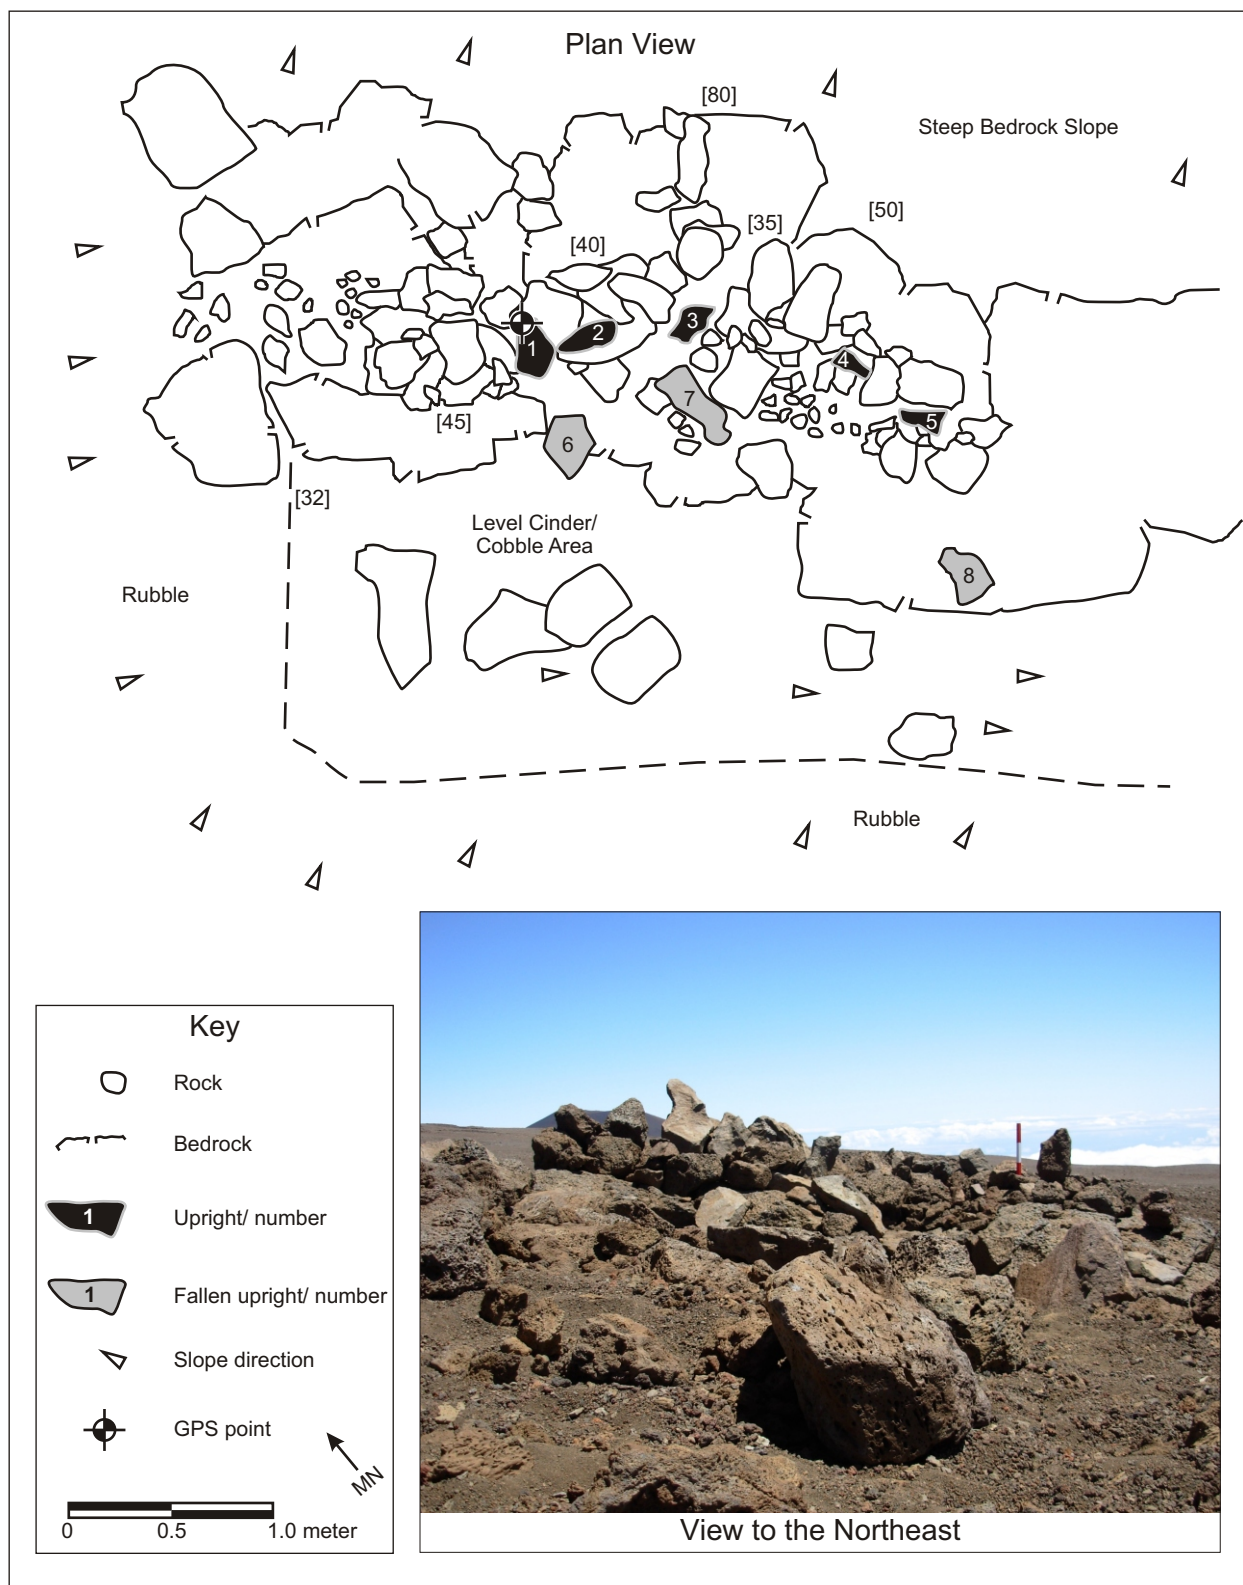 Plan View
[80]
Steep Bedrock Slope
[50]
[35]
[40]
3
2
1
4
7
5
[45]
6
[32]
Level Cinder/
Cobble Area
8
Rubble
Rubble
Key
Rock
Bedrock
1
Upright/ number
1
Fallen upright/ number
Slope direction
GPS point
MN
0
0.5
1.0 meter
View to the Northeast